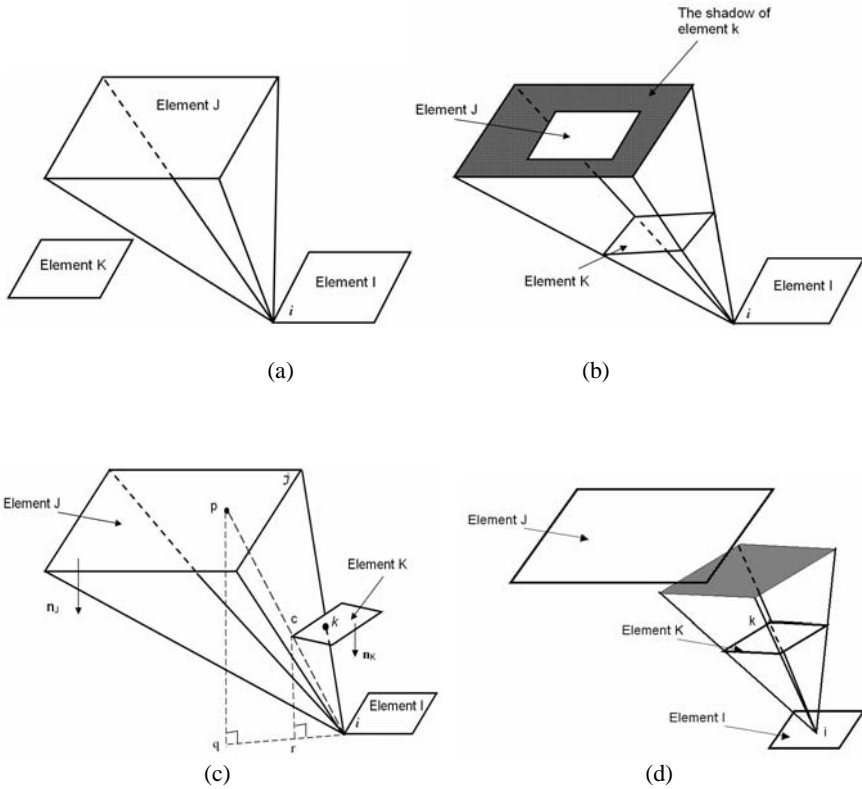 The shadow of
element k
Element J
Element K
Element I
i
(a)
Element J
Element K
Element I
i
(b)
Element J
p
j
n_J
Element K
c
k
n_K
Element I
i
q
r
(c)
Element J
k
Element K
Element I
i
(d)